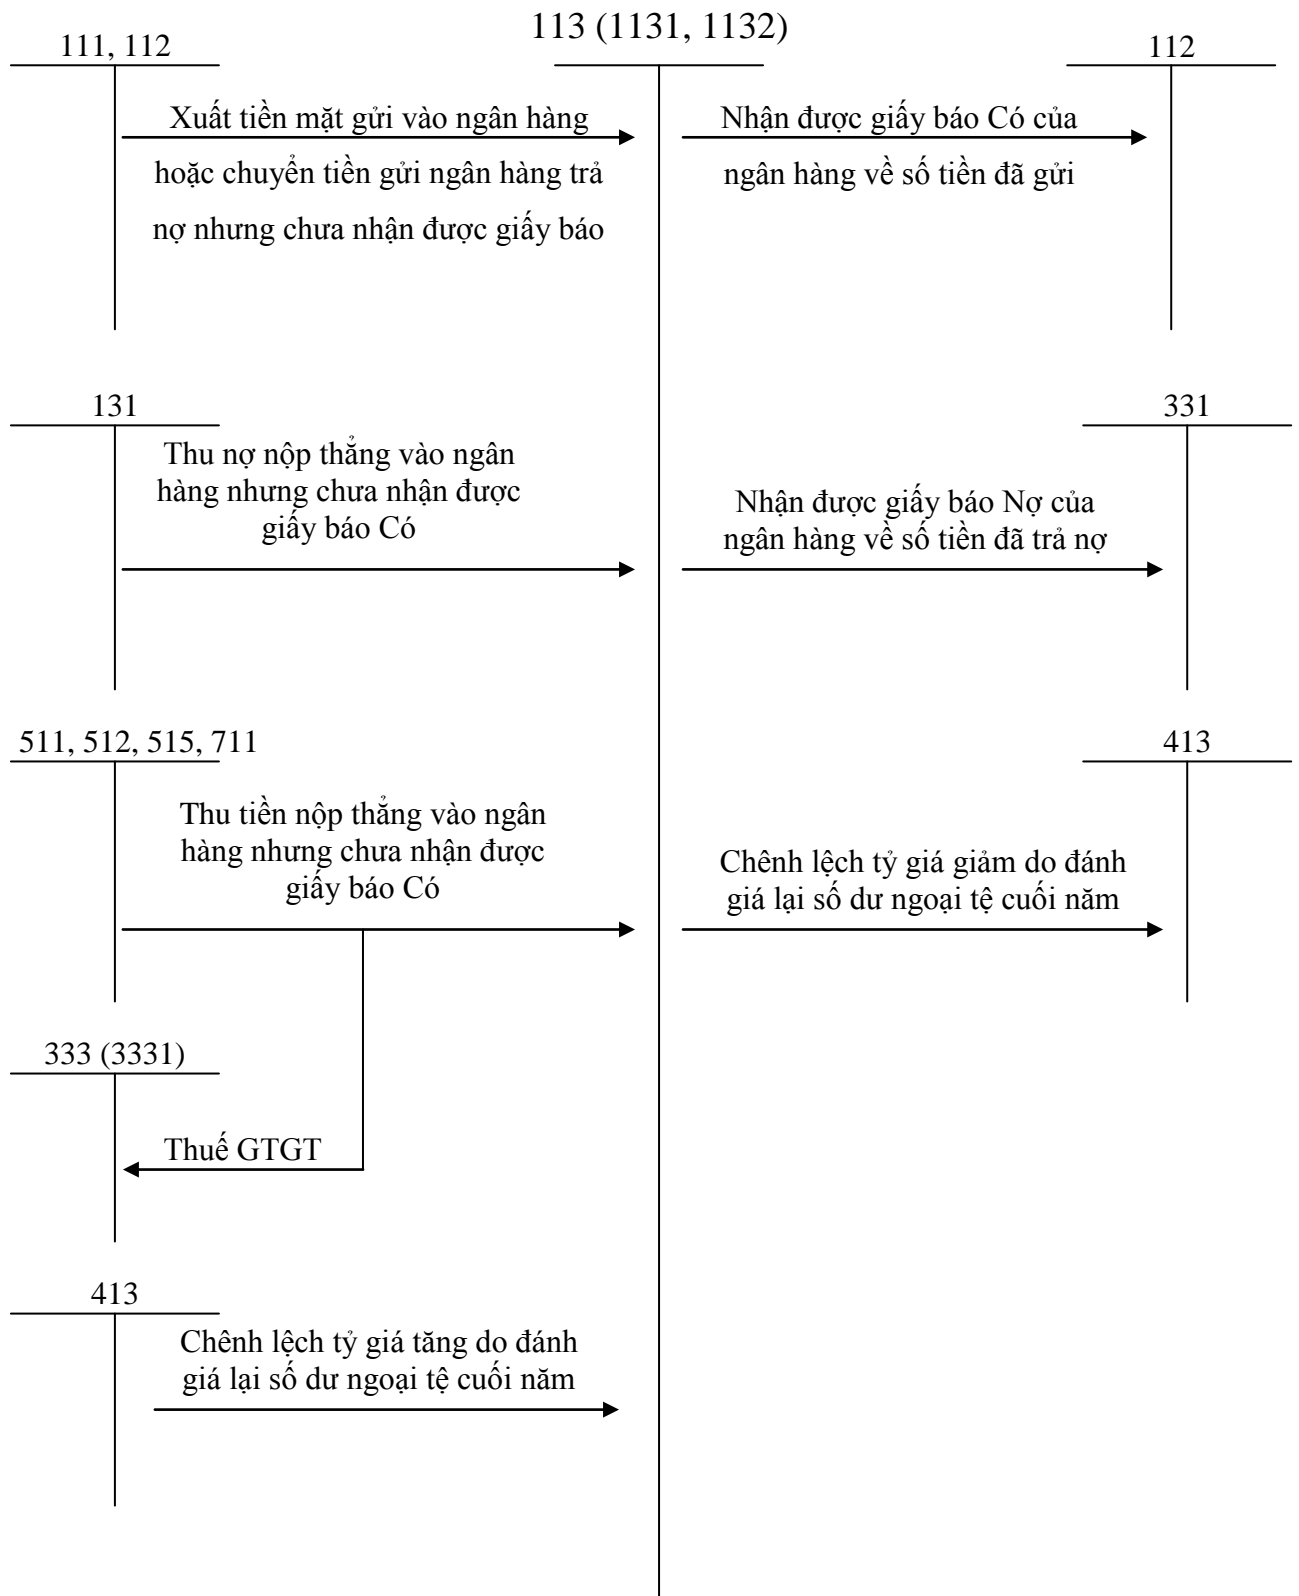 113 (1131, 1132)
111, 112
112
Xuất tiền mặt gửi vào ngân hàng
hoặc chuyển tiền gửi ngân hàng trả
nợ nhưng chưa nhận được giấy báo
Nhận được giấy báo Có của
ngân hàng về số tiền đã gửi
131
331
Thu nợ nộp thẳng vào ngân
hàng nhưng chưa nhận được
giấy báo Có
Nhận được giấy báo Nợ của
ngân hàng về số tiền đã trả nợ
511, 512, 515, 711
413
Thu tiền nộp thẳng vào ngân
hàng nhưng chưa nhận được
giấy báo Có
Chênh lệch tỷ giá giảm do đánh
giá lại số dư ngoại tệ cuối năm
333 (3331)
Thuế GTGT
413
Chênh lệch tỷ giá tăng do đánh
giá lại số dư ngoại tệ cuối năm